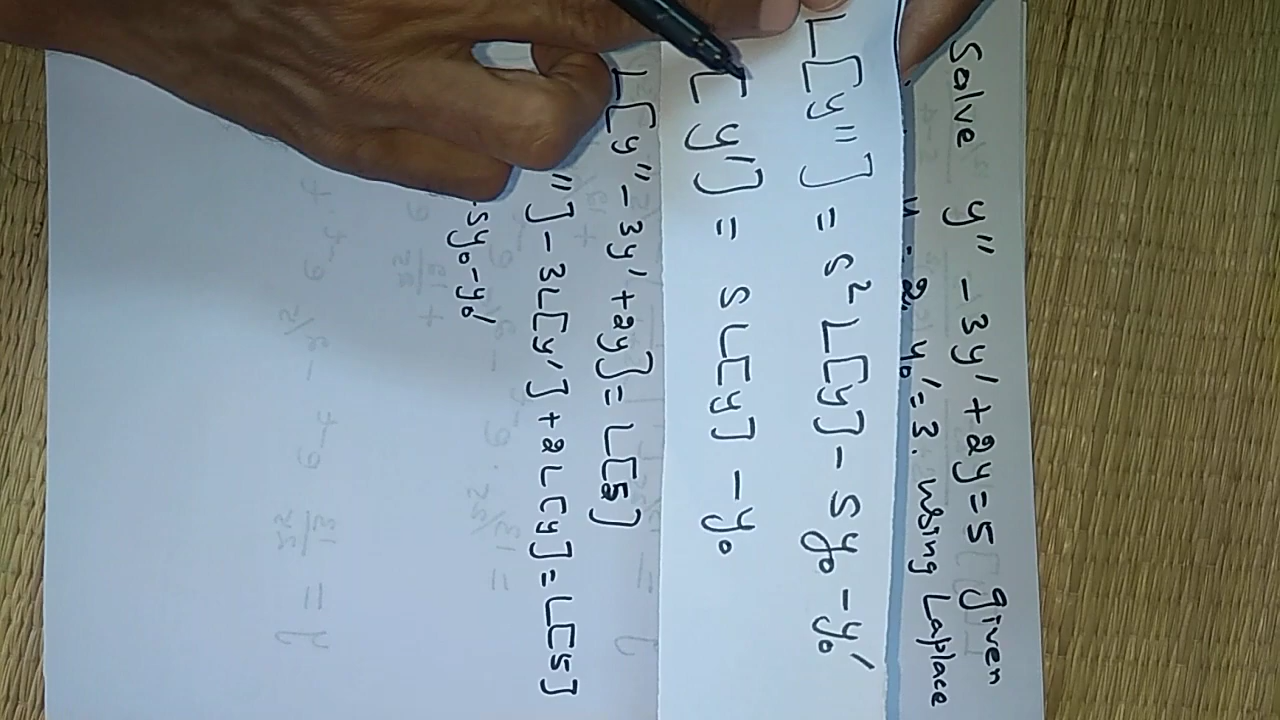 Solve y'' - 3y' + 2y = 5 given
y₀ = 2, y₀' = 3. using Laplace
L[y''] = s² L[y] - sy₀ - y₀'
L[y'] = s L[y] - y₀
L[y'' - 3y' + 2y] = L[5]
''] - 3L[y'] + 2L[y] = L[5]
- sy₀ - y₀'